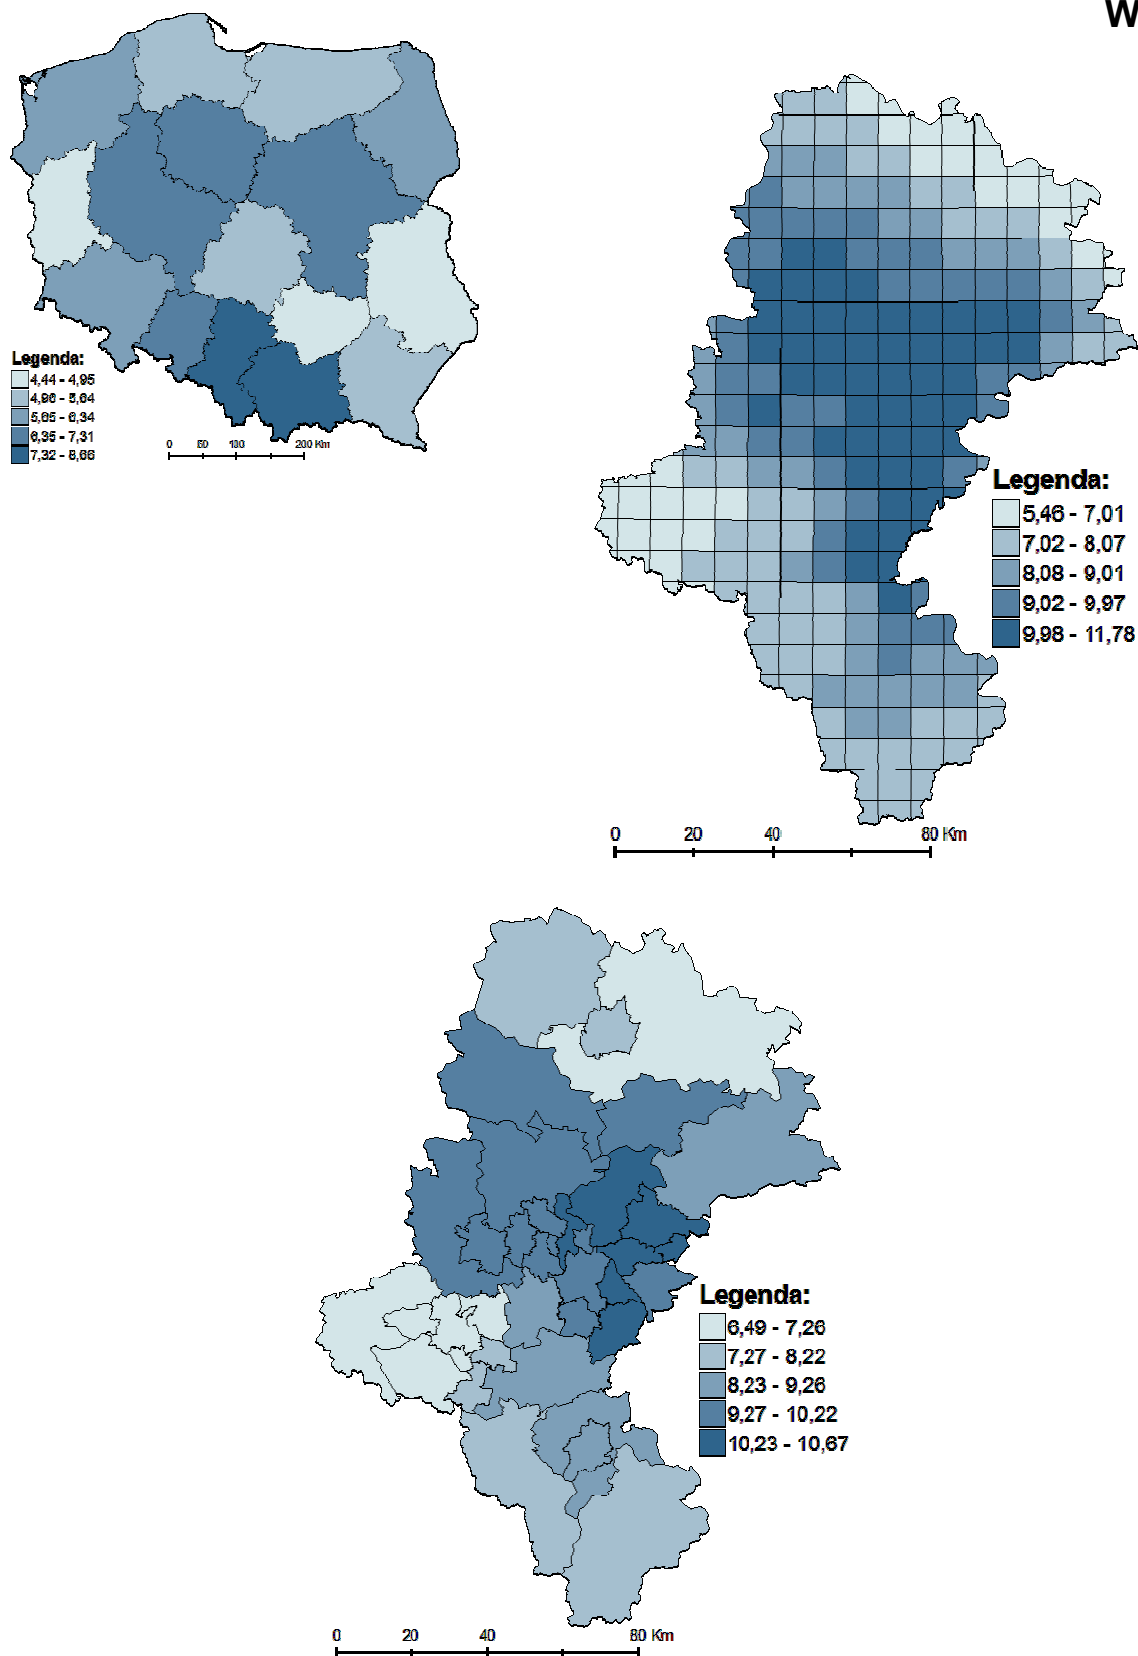 W
Legenda:
4,44 - 4,95
4,96 - 5,64
5,65 - 6,34
6,35 - 7,31
7,32 - 8,66
0 50 100 200 Km
Legenda:
5,46 - 7,01
7,02 - 8,07
8,08 - 9,01
9,02 - 9,97
9,98 - 11,78
0 20 40 80 Km
Legenda:
6,49 - 7,26
7,27 - 8,22
8,23 - 9,26
9,27 - 10,22
10,23 - 10,67
0 20 40 80 Km